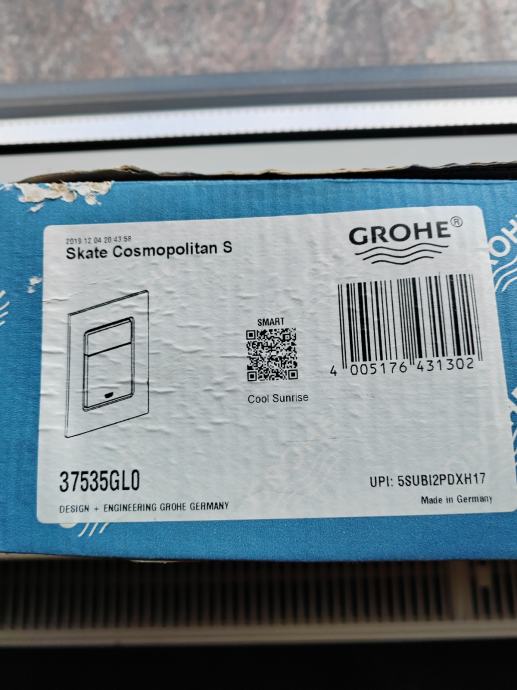 2019 12 04 20:43:58
Skate Cosmopolitan S
GROHE®
SMART
Cool Sunrise
4 005176 431302
37535GL0
UPI: 5SUBI2PDXH17
DESIGN + ENGINEERING GROHE GERMANY
Made in Germany